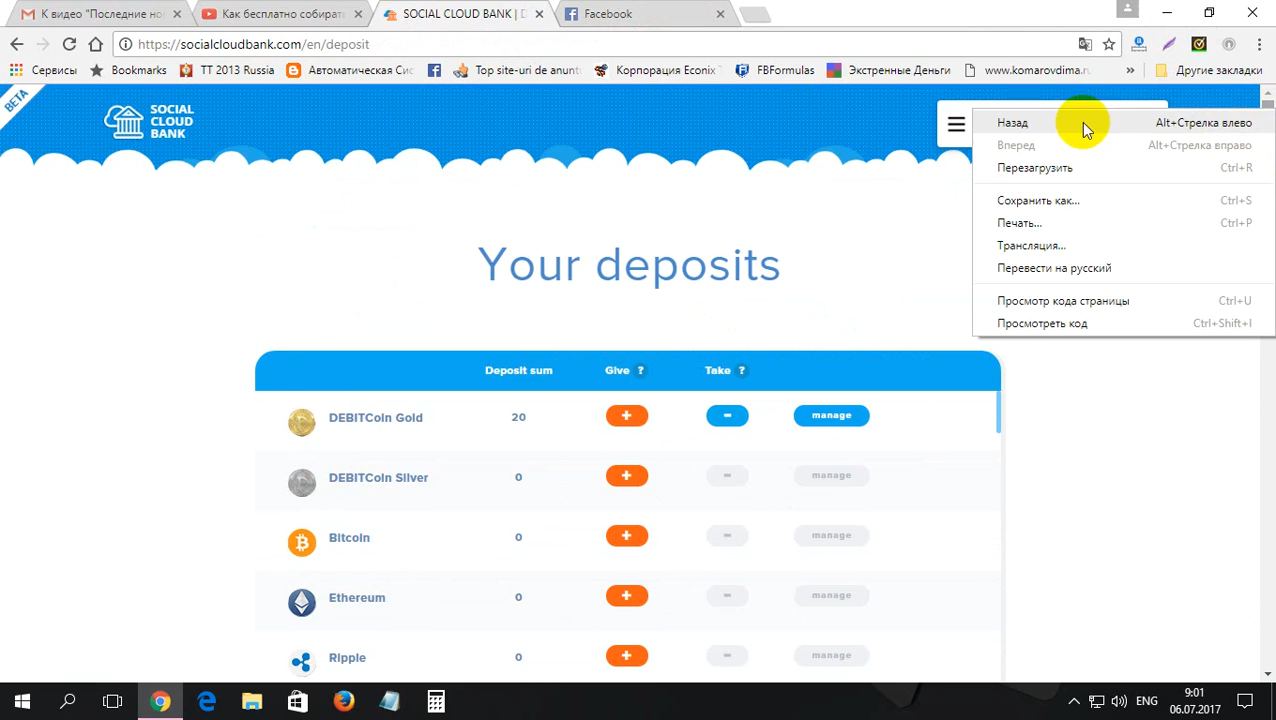 К видео "Последние нов
Как бесплатно собират
SOCIAL CLOUD BANK | D
Facebook
https://socialcloudbank.com/en/deposit
Сервисы
Bookmarks
TT 2013 Russia
Автоматическая Сис
Top site-uri de anunt
Корпорация Econix
FBFormulas
Экстренные Деньги
www.komarovdima.ru
Другие закладки
BETA
SOCIAL
CLOUD
BANK
Назад Alt+Стрелка влево
Вперед Alt+Стрелка вправо
Перезагрузить Ctrl+R
Сохранить как... Ctrl+S
Печать... Ctrl+P
Трансляция...
Перевести на русский
Просмотр кода страницы Ctrl+U
Просмотреть код Ctrl+Shift+I
Your deposits
Deposit sum Give ? Take ?
DEBITCoin Gold 20 + - manage
DEBITCoin Silver 0 + - manage
Bitcoin 0 + - manage
Ethereum 0 + - manage
Ripple 0 + - manage
ENG
9:01
06.07.2017